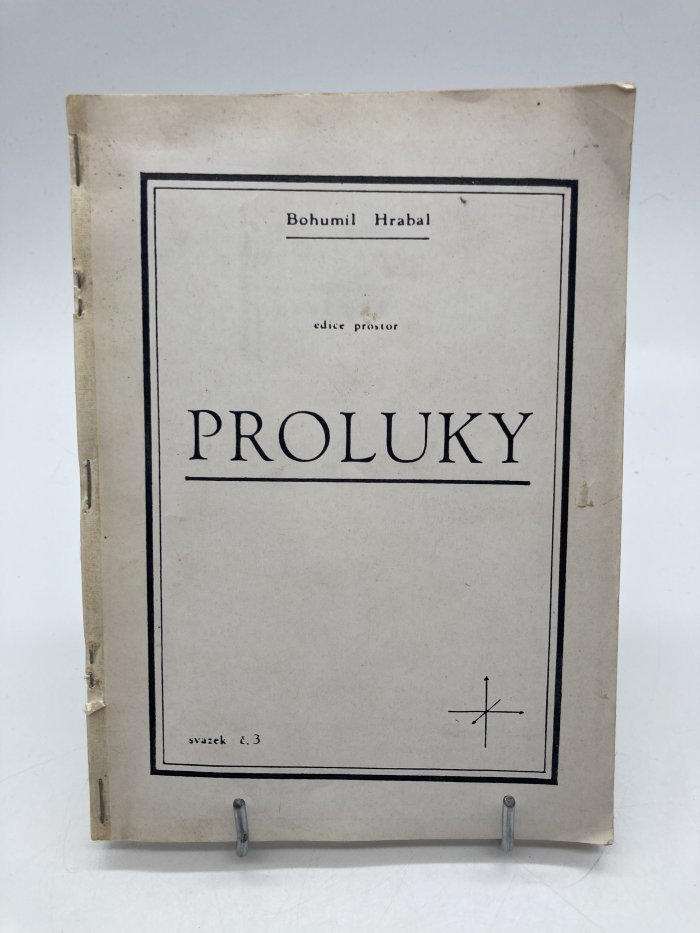 Bohumil Hrabal
edice prostor
PROLUKY
svazek č. 3